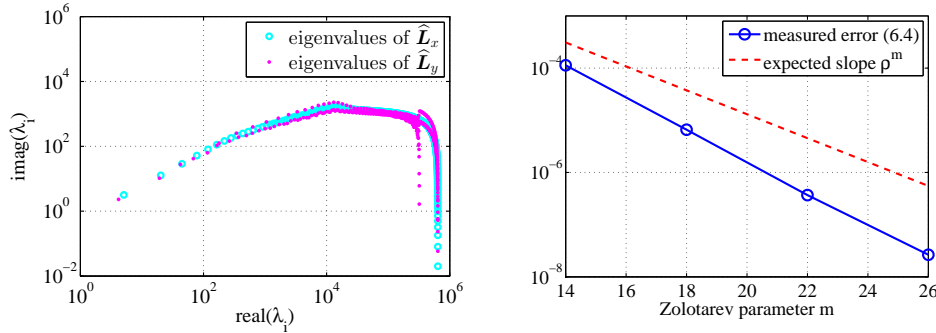 10^6
10^4
10^2
10^0
10^-2
imag(λ_i)
eigenvalues of L̂_x
eigenvalues of L̂_y
10^0
10^2
10^4
10^6
real(λ_i)
10^-4
10^-6
10^-8
measured error (6.4)
expected slope ρ^m
14
16
18
20
22
24
26
Zolotarev parameter m